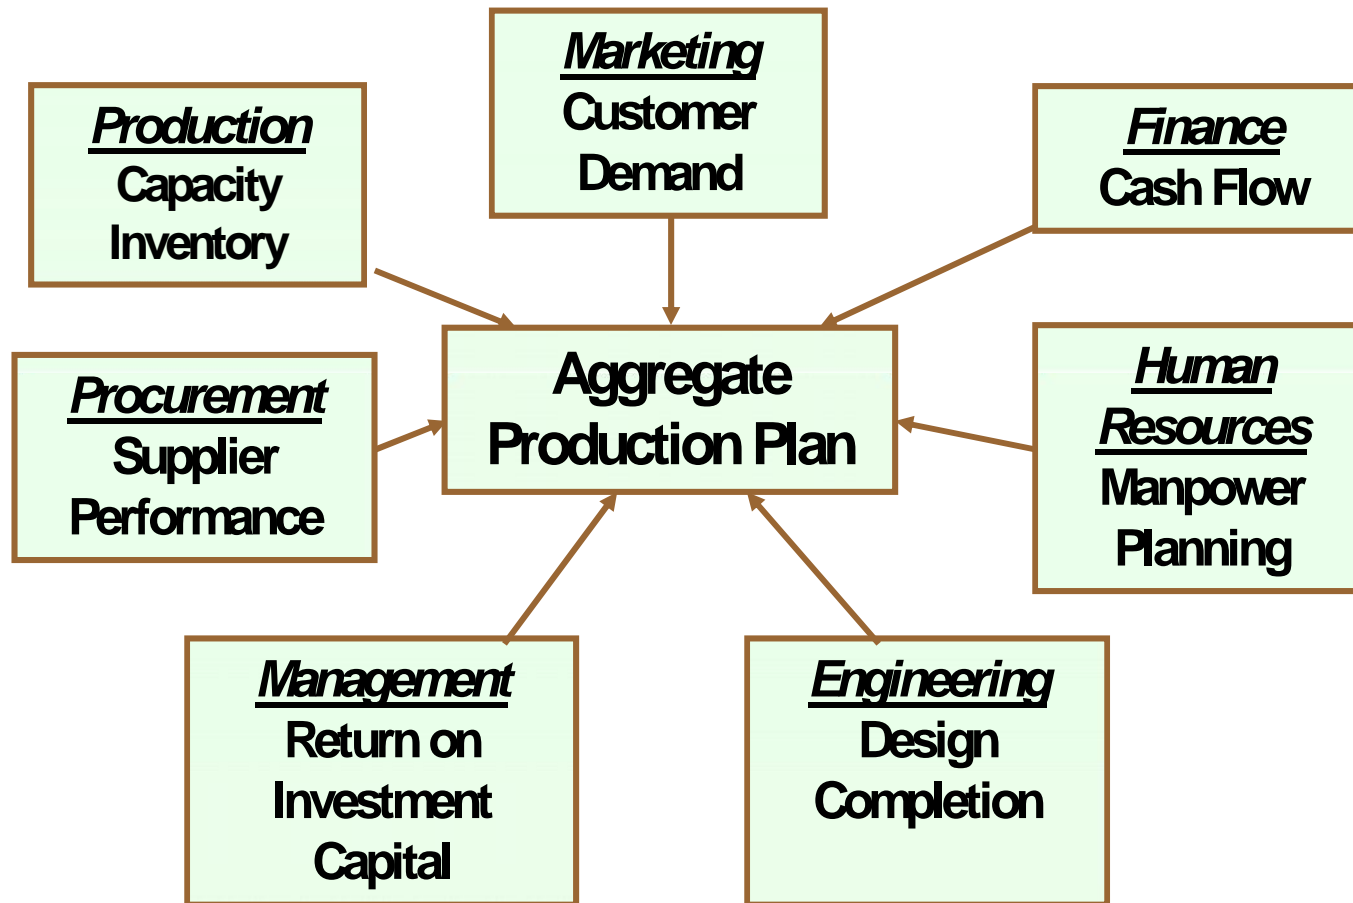 Marketing
Customer
Demand
Production
Capacity
Inventory
Finance
Cash Flow
Aggregate
Production Plan
Procurement
Supplier
Performance
Human
Resources
Manpower
Planning
Management
Return on
Investment
Capital
Engineering
Design
Completion